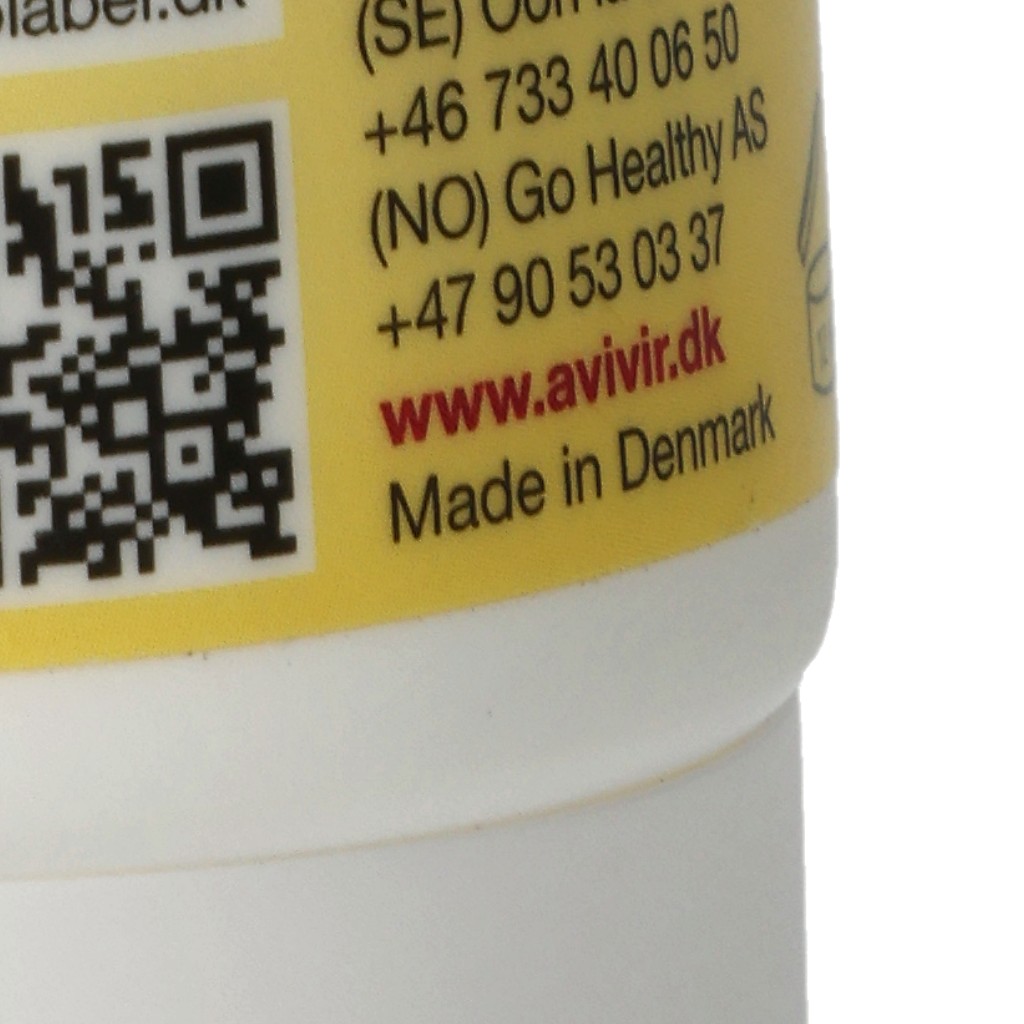 (SE)
+46 733 40 06 50
(NO) Go Healthy AS
+47 90 53 03 37
www.avivir.dk
Made in Denmark